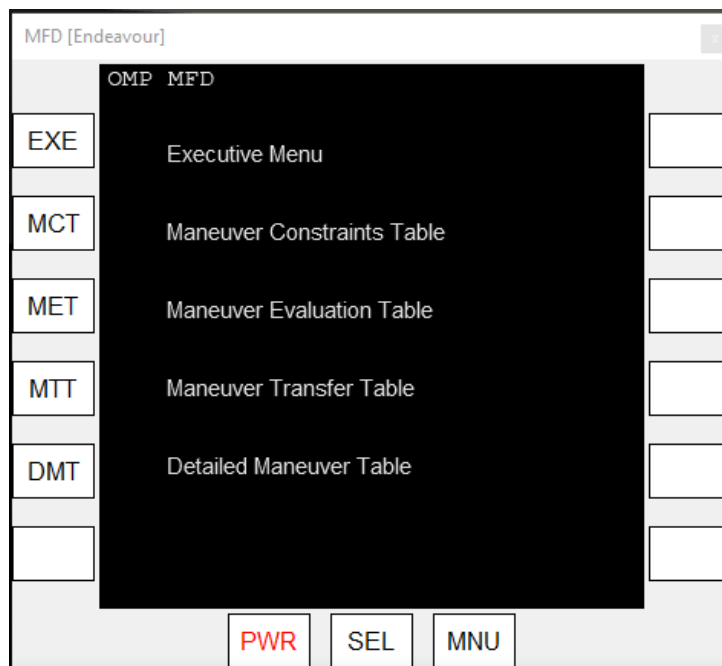 MFD [Endeavour]
OMP MFD
EXE
Executive Menu
MCT
Maneuver Constraints Table
MET
Maneuver Evaluation Table
MTT
Maneuver Transfer Table
DMT
Detailed Maneuver Table
PWR SEL MNU